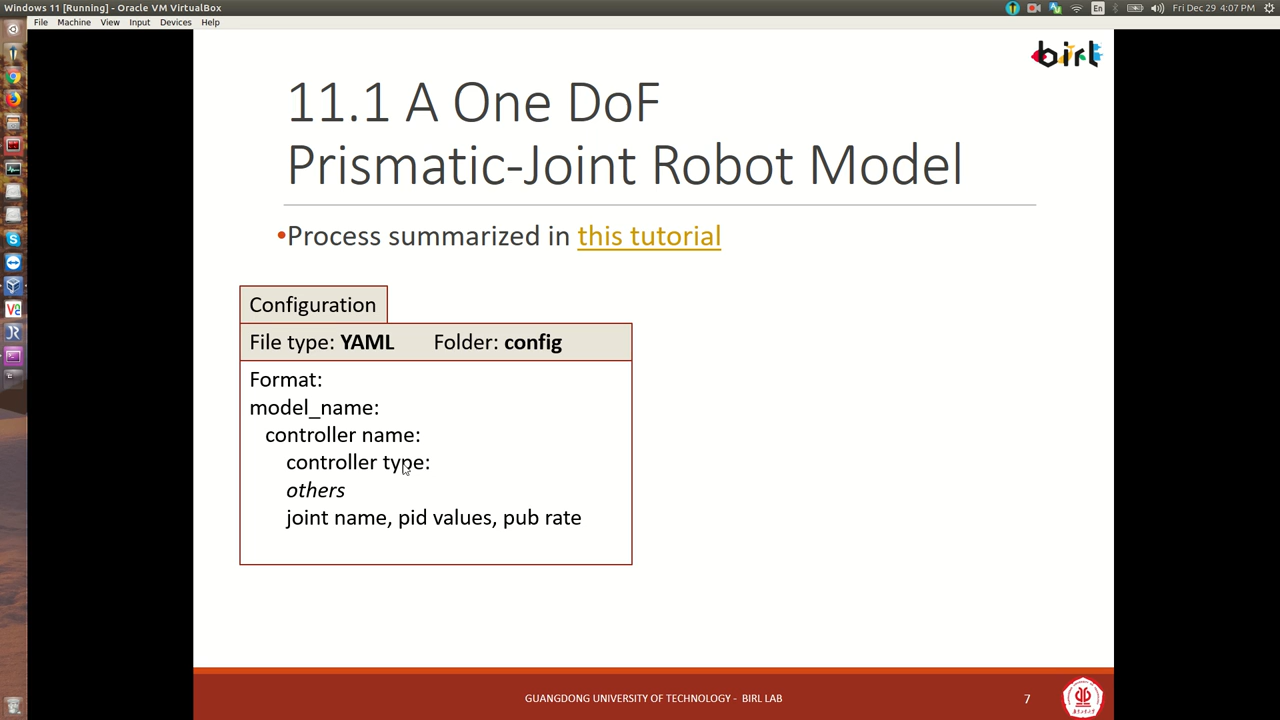 Windows 11 [Running] - Oracle VM VirtualBox
En
Fri Dec 29 4:07 PM
File Machine View Input Devices Help
birl
11.1 A One DoF
Prismatic-Joint Robot Model
•Process summarized in this tutorial
Configuration
File type: YAML Folder: config
Format:
model_name:
controller name:
controller type:
others
joint name, pid values, pub rate
GUANGDONG UNIVERSITY OF TECHNOLOGY - BIRL LAB
7